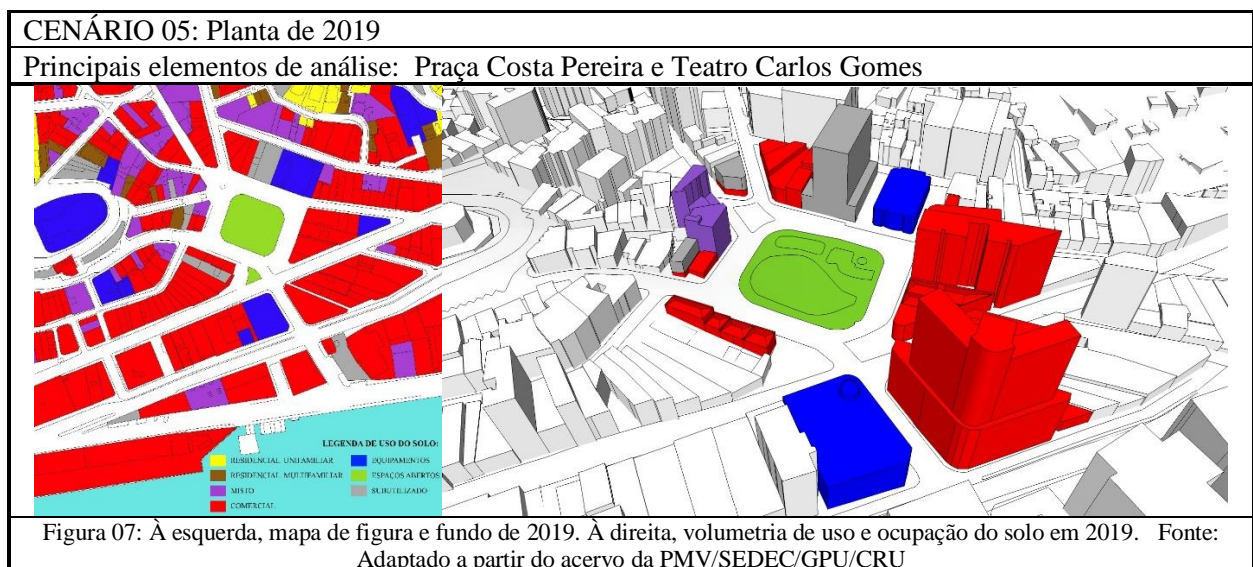 CENÁRIO 05: Planta de 2019
Principais elementos de análise: Praça Costa Pereira e Teatro Carlos Gomes
LEGENDA DE USO DO SOLO:
RESIDENCIAL UNIFAMILIAR
EQUIPAMENTOS
RESIDENCIAL MULTIFAMILIAR
ESPAÇOS ABERTOS
MISTO
SUBUTILIZADO
COMERCIAL
Figura 07: À esquerda, mapa de figura e fundo de 2019. À direita, volumetria de uso e ocupação do solo em 2019. Fonte:
Adaptado a partir do acervo da PMV/SEDEC/GPU/CRU